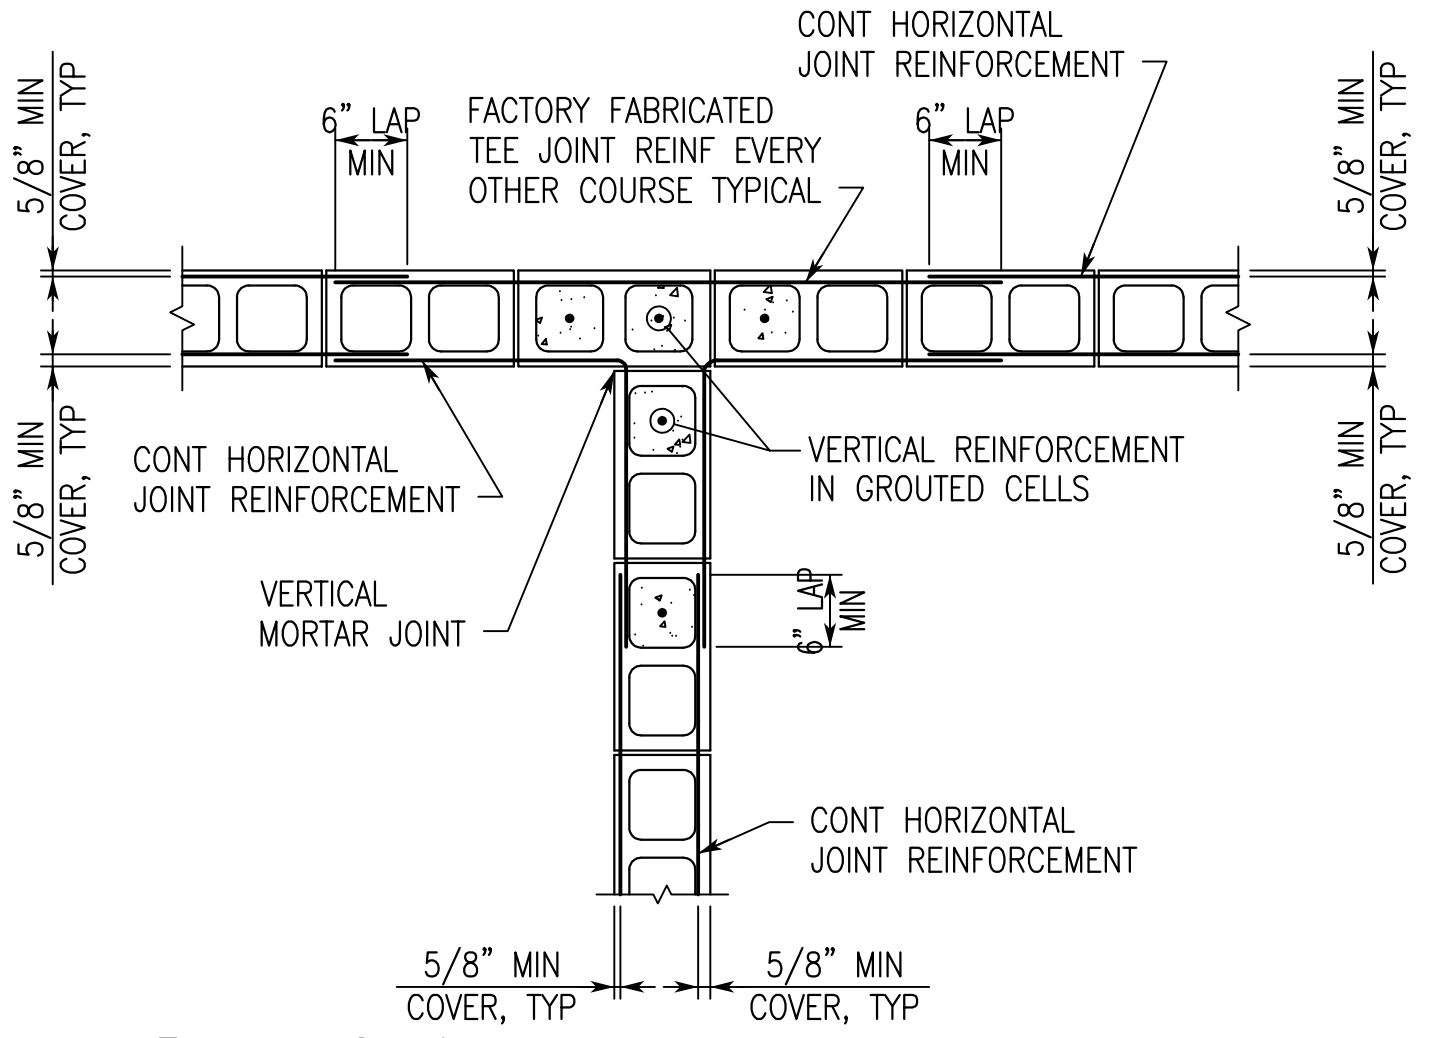 CONT HORIZONTAL
JOINT REINFORCEMENT
5/8” MIN
COVER, TYP
6” LAP
MIN
FACTORY FABRICATED
TEE JOINT REINF EVERY
OTHER COURSE TYPICAL
6” LAP
MIN
5/8” MIN
COVER, TYP
5/8” MIN
COVER, TYP
CONT HORIZONTAL
JOINT REINFORCEMENT
VERTICAL REINFORCEMENT
IN GROUTED CELLS
5/8” MIN
COVER, TYP
VERTICAL
MORTAR JOINT
6” LAP
MIN
CONT HORIZONTAL
JOINT REINFORCEMENT
5/8” MIN
COVER, TYP
5/8” MIN
COVER, TYP